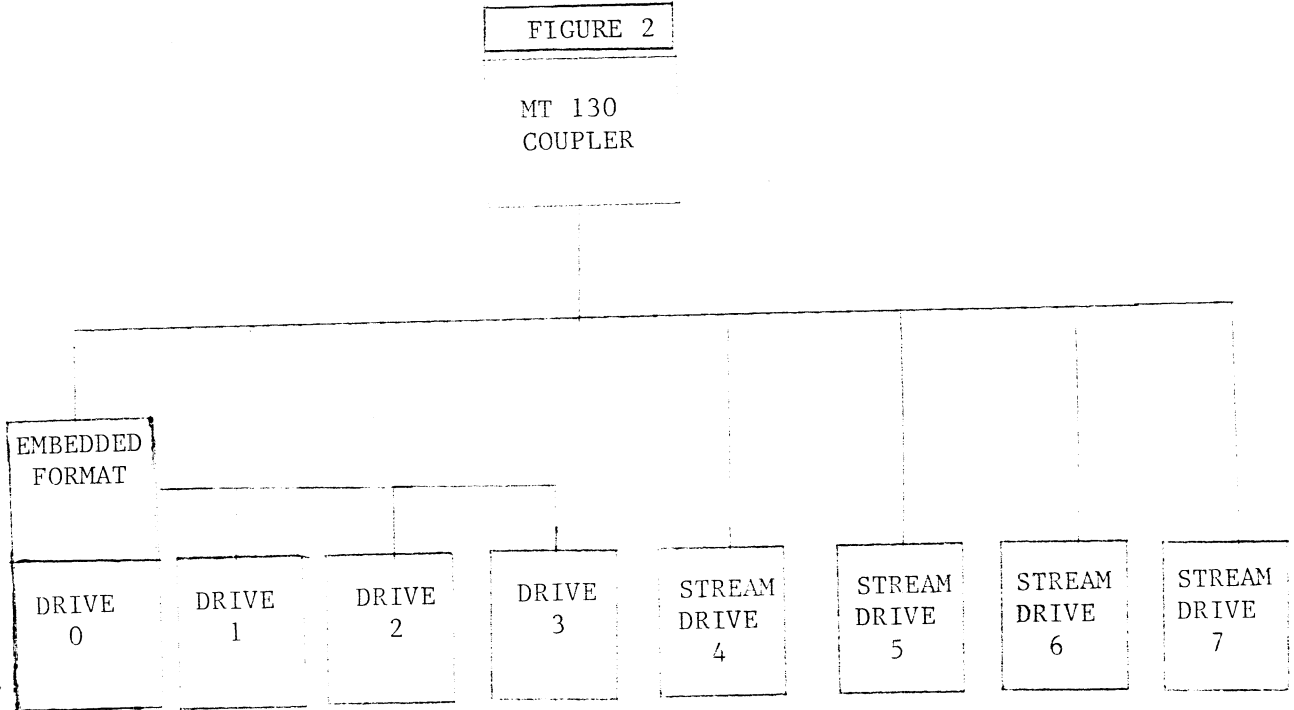 FIGURE 2
MT 130
COUPLER
EMBEDDED
FORMAT
DRIVE
0
DRIVE
1
DRIVE
2
DRIVE
3
STREAM
DRIVE
4
STREAM
DRIVE
5
STREAM
DRIVE
6
STREAM
DRIVE
7